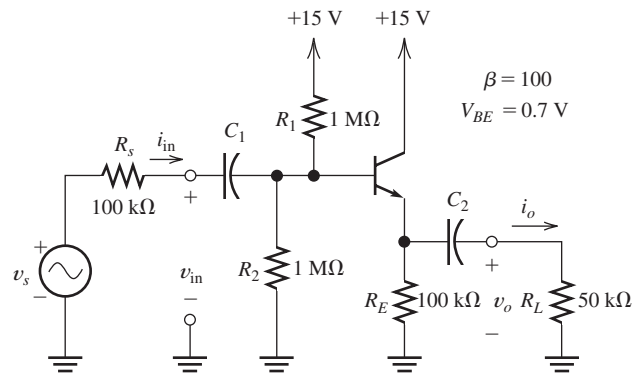 +15 V +15 V
β = 100
V_BE = 0.7 V
R_1 1 MΩ
C_1
R_s i_in
100 kΩ
+
C_2
i_o
+
v_s
−
v_in
−
R_2 1 MΩ
+
R_E 100 kΩ v_o R_L 50 kΩ
−